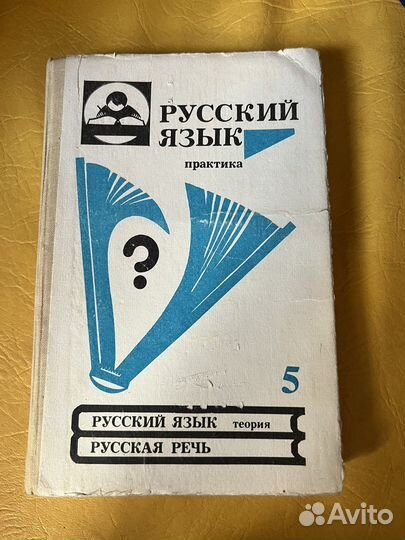 РУССКИЙ
ЯЗЫК
практика
?
5
РУССКИЙ ЯЗЫК теория
РУССКАЯ РЕЧЬ
Avito